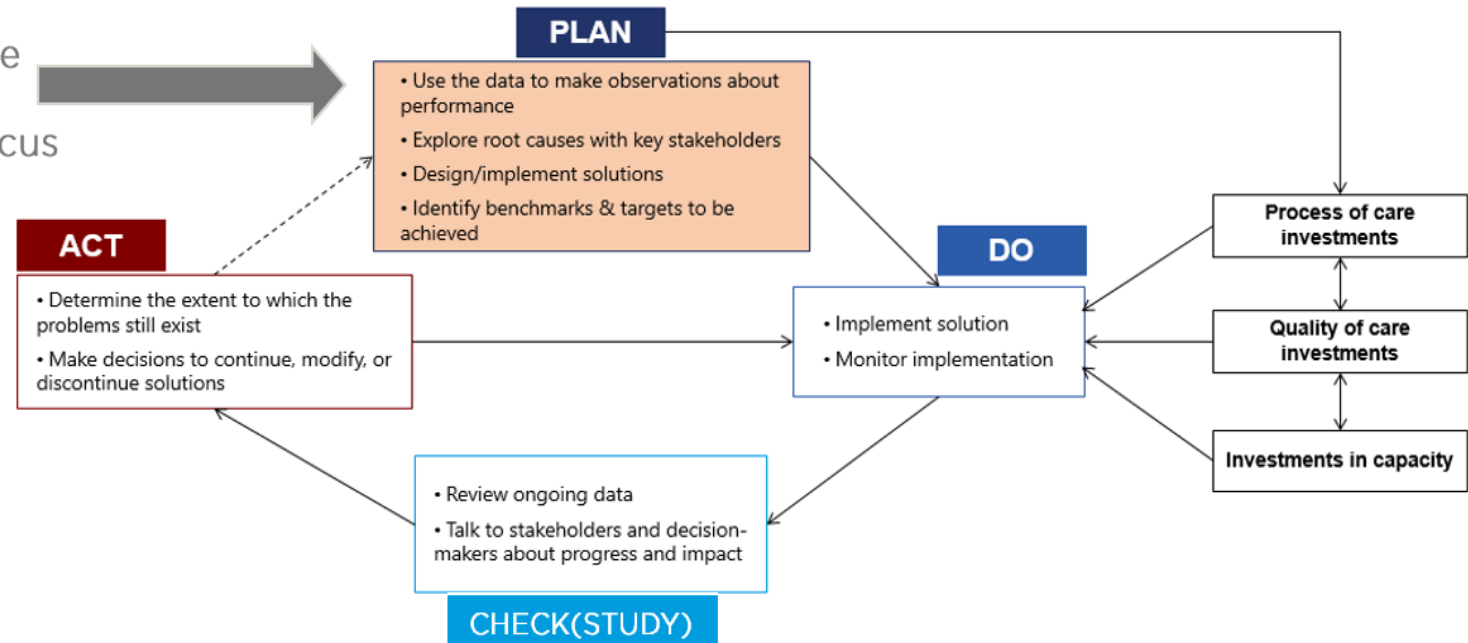 PLAN
e
cus
• Use the data to make observations about
performance
• Explore root causes with key stakeholders
• Design/implement solutions
• Identify benchmarks & targets to be
achieved
ACT
• Determine the extent to which the
problems still exist
• Make decisions to continue, modify, or
discontinue solutions
DO
• Implement solution
• Monitor implementation
Process of care
investments
Quality of care
investments
Investments in capacity
• Review ongoing data
• Talk to stakeholders and decision-
makers about progress and impact
CHECK(STUDY)